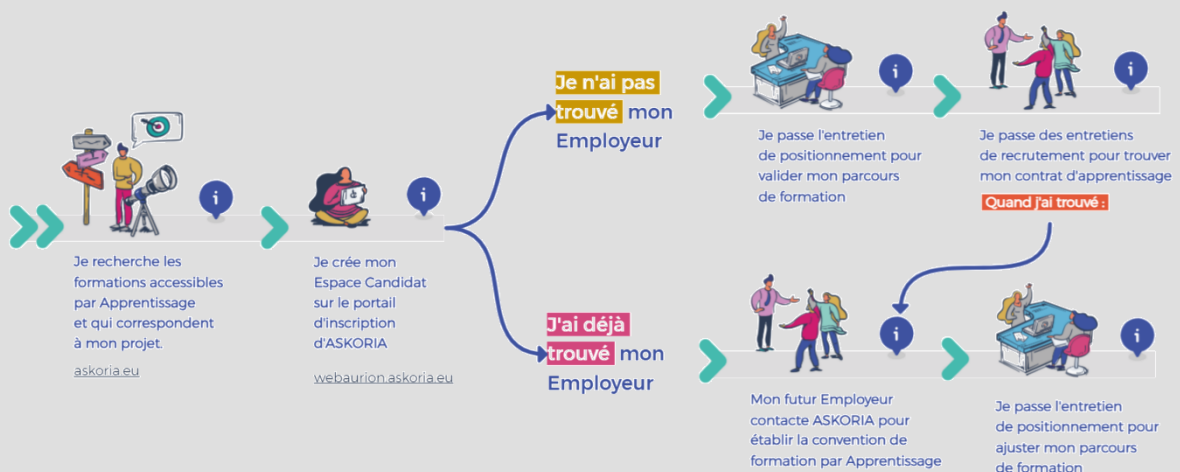 Je recherche les
formations accessibles
par Apprentissage
et qui correspondent
à mon projet.
askoria.eu
Je crée mon
Espace Candidat
sur le portail
d'inscription
d'ASKORIA
webaurion.askoria.eu
Je n'ai pas
trouvé mon
Employeur
Je passe l'entretien
de positionnement pour
valider mon parcours
de formation
Je passe des entretiens
de recrutement pour trouver
mon contrat d'apprentissage
Quand j'ai trouvé :
J'ai déjà
trouvé mon
Employeur
Mon futur Employeur
contacte ASKORIA pour
établir la convention de
formation par Apprentissage
Je passe l'entretien
de positionnement pour
ajuster mon parcours
de formation
i
i
i
i
i
i